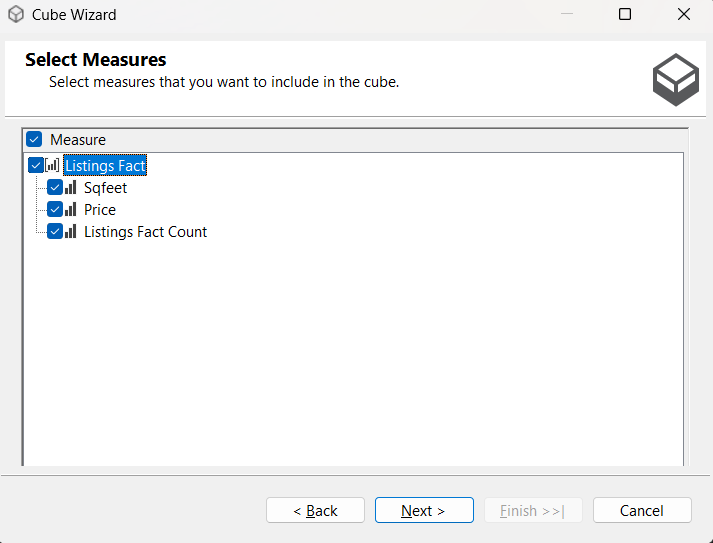 Cube Wizard
Select Measures
Select measures that you want to include in the cube.
Measure
Listings Fact
Sqfeet
Price
Listings Fact Count
< Back Next > Finish >>| Cancel